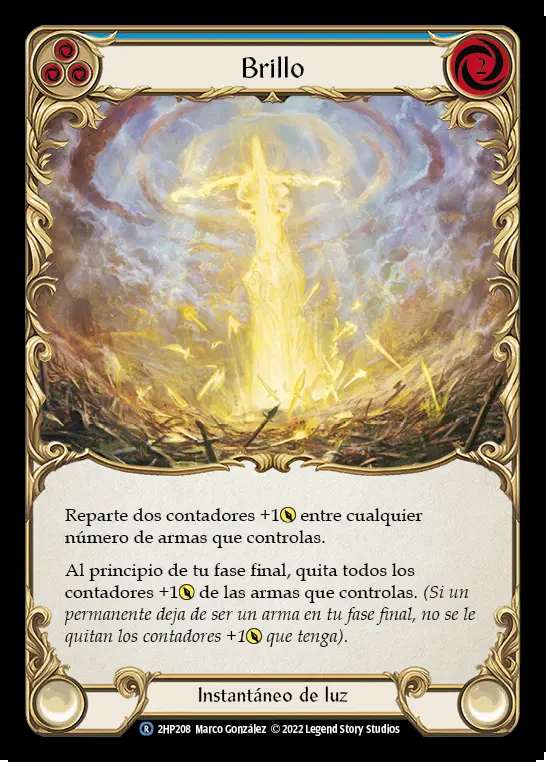 Brillo
2
Reparte dos contadores +1 entre cualquier
número de armas que controlas.
Al principio de tu fase final, quita todos los
contadores +1 de las armas que controlas. (Si un
permanente deja de ser un arma en tu fase final, no se le
quitan los contadores +1 que tenga).
Instantáneo de luz
R 2HP208 Marco González © 2022 Legend Story Studios